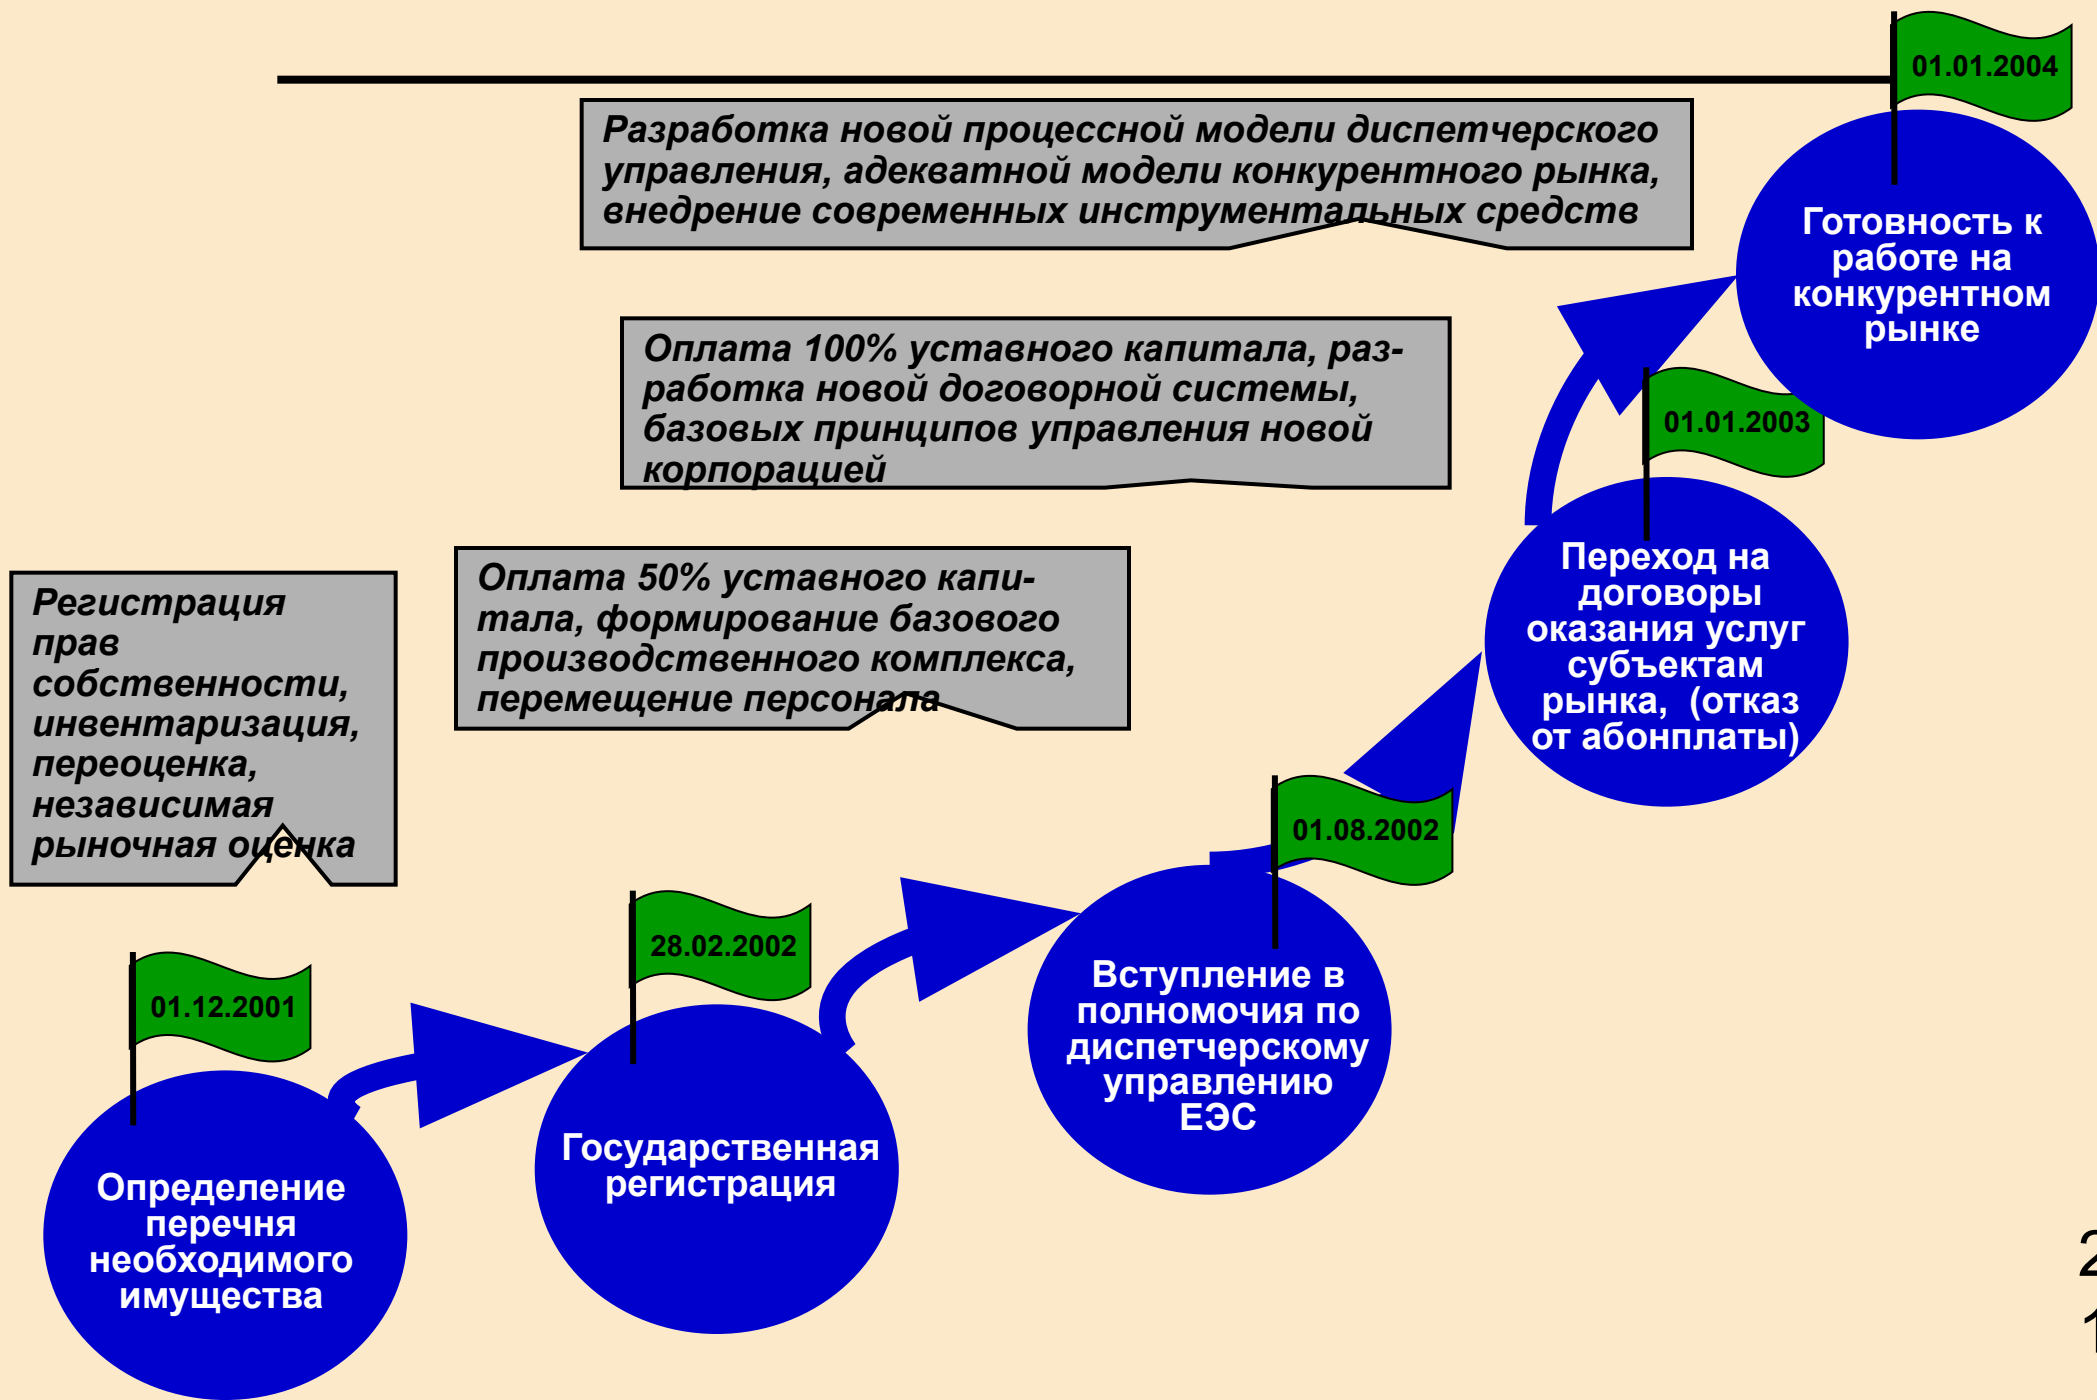 01.01.2004
Разработка новой процессной модели диспетчерского
управления, адекватной модели конкурентного рынка,
внедрение современных инструментальных средств
Готовность к
работе на
конкурентном
рынке
Оплата 100% уставного капитала, раз-
работка новой договорной системы,
базовых принципов управления новой
корпорацией
01.01.2003
Переход на
договоры
оказания услуг
субъектам
рынка, (отказ
от абонплаты)
Оплата 50% уставного капи-
тала, формирование базового
производственного комплекса,
перемещение персонала
Регистрация
прав
собственности,
инвентаризация,
переоценка,
независимая
рыночная оценка
01.08.2002
Вступление в
полномочия по
диспетчерскому
управлению
ЕЭС
28.02.2002
Государственная
регистрация
01.12.2001
Определение
перечня
необходимого
имущества
2
1